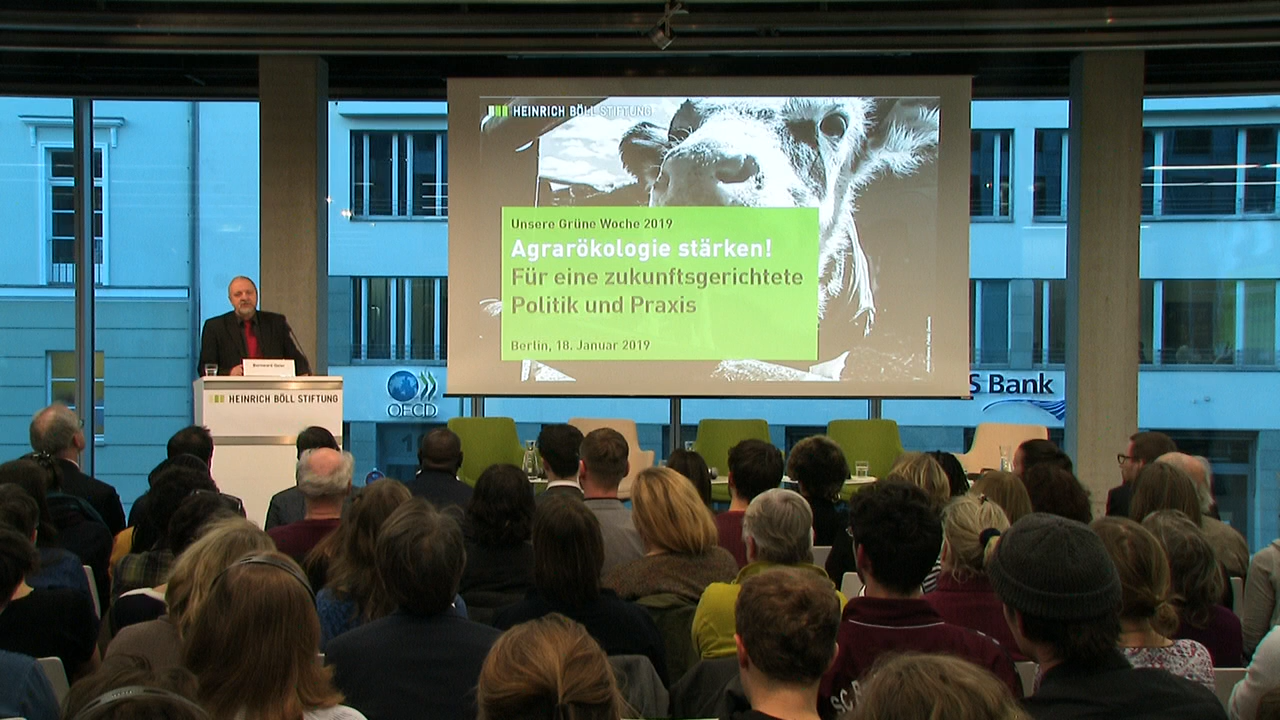 HEINRICH BÖLL STIFTUNG
Unsere Grüne Woche 2019
Agrarökologie stärken!
Für eine zukunftsgerichtete
Politik und Praxis
Berlin, 18. Januar 2019
HEINRICH BÖLL STIFTUNG
OECD
S Bank